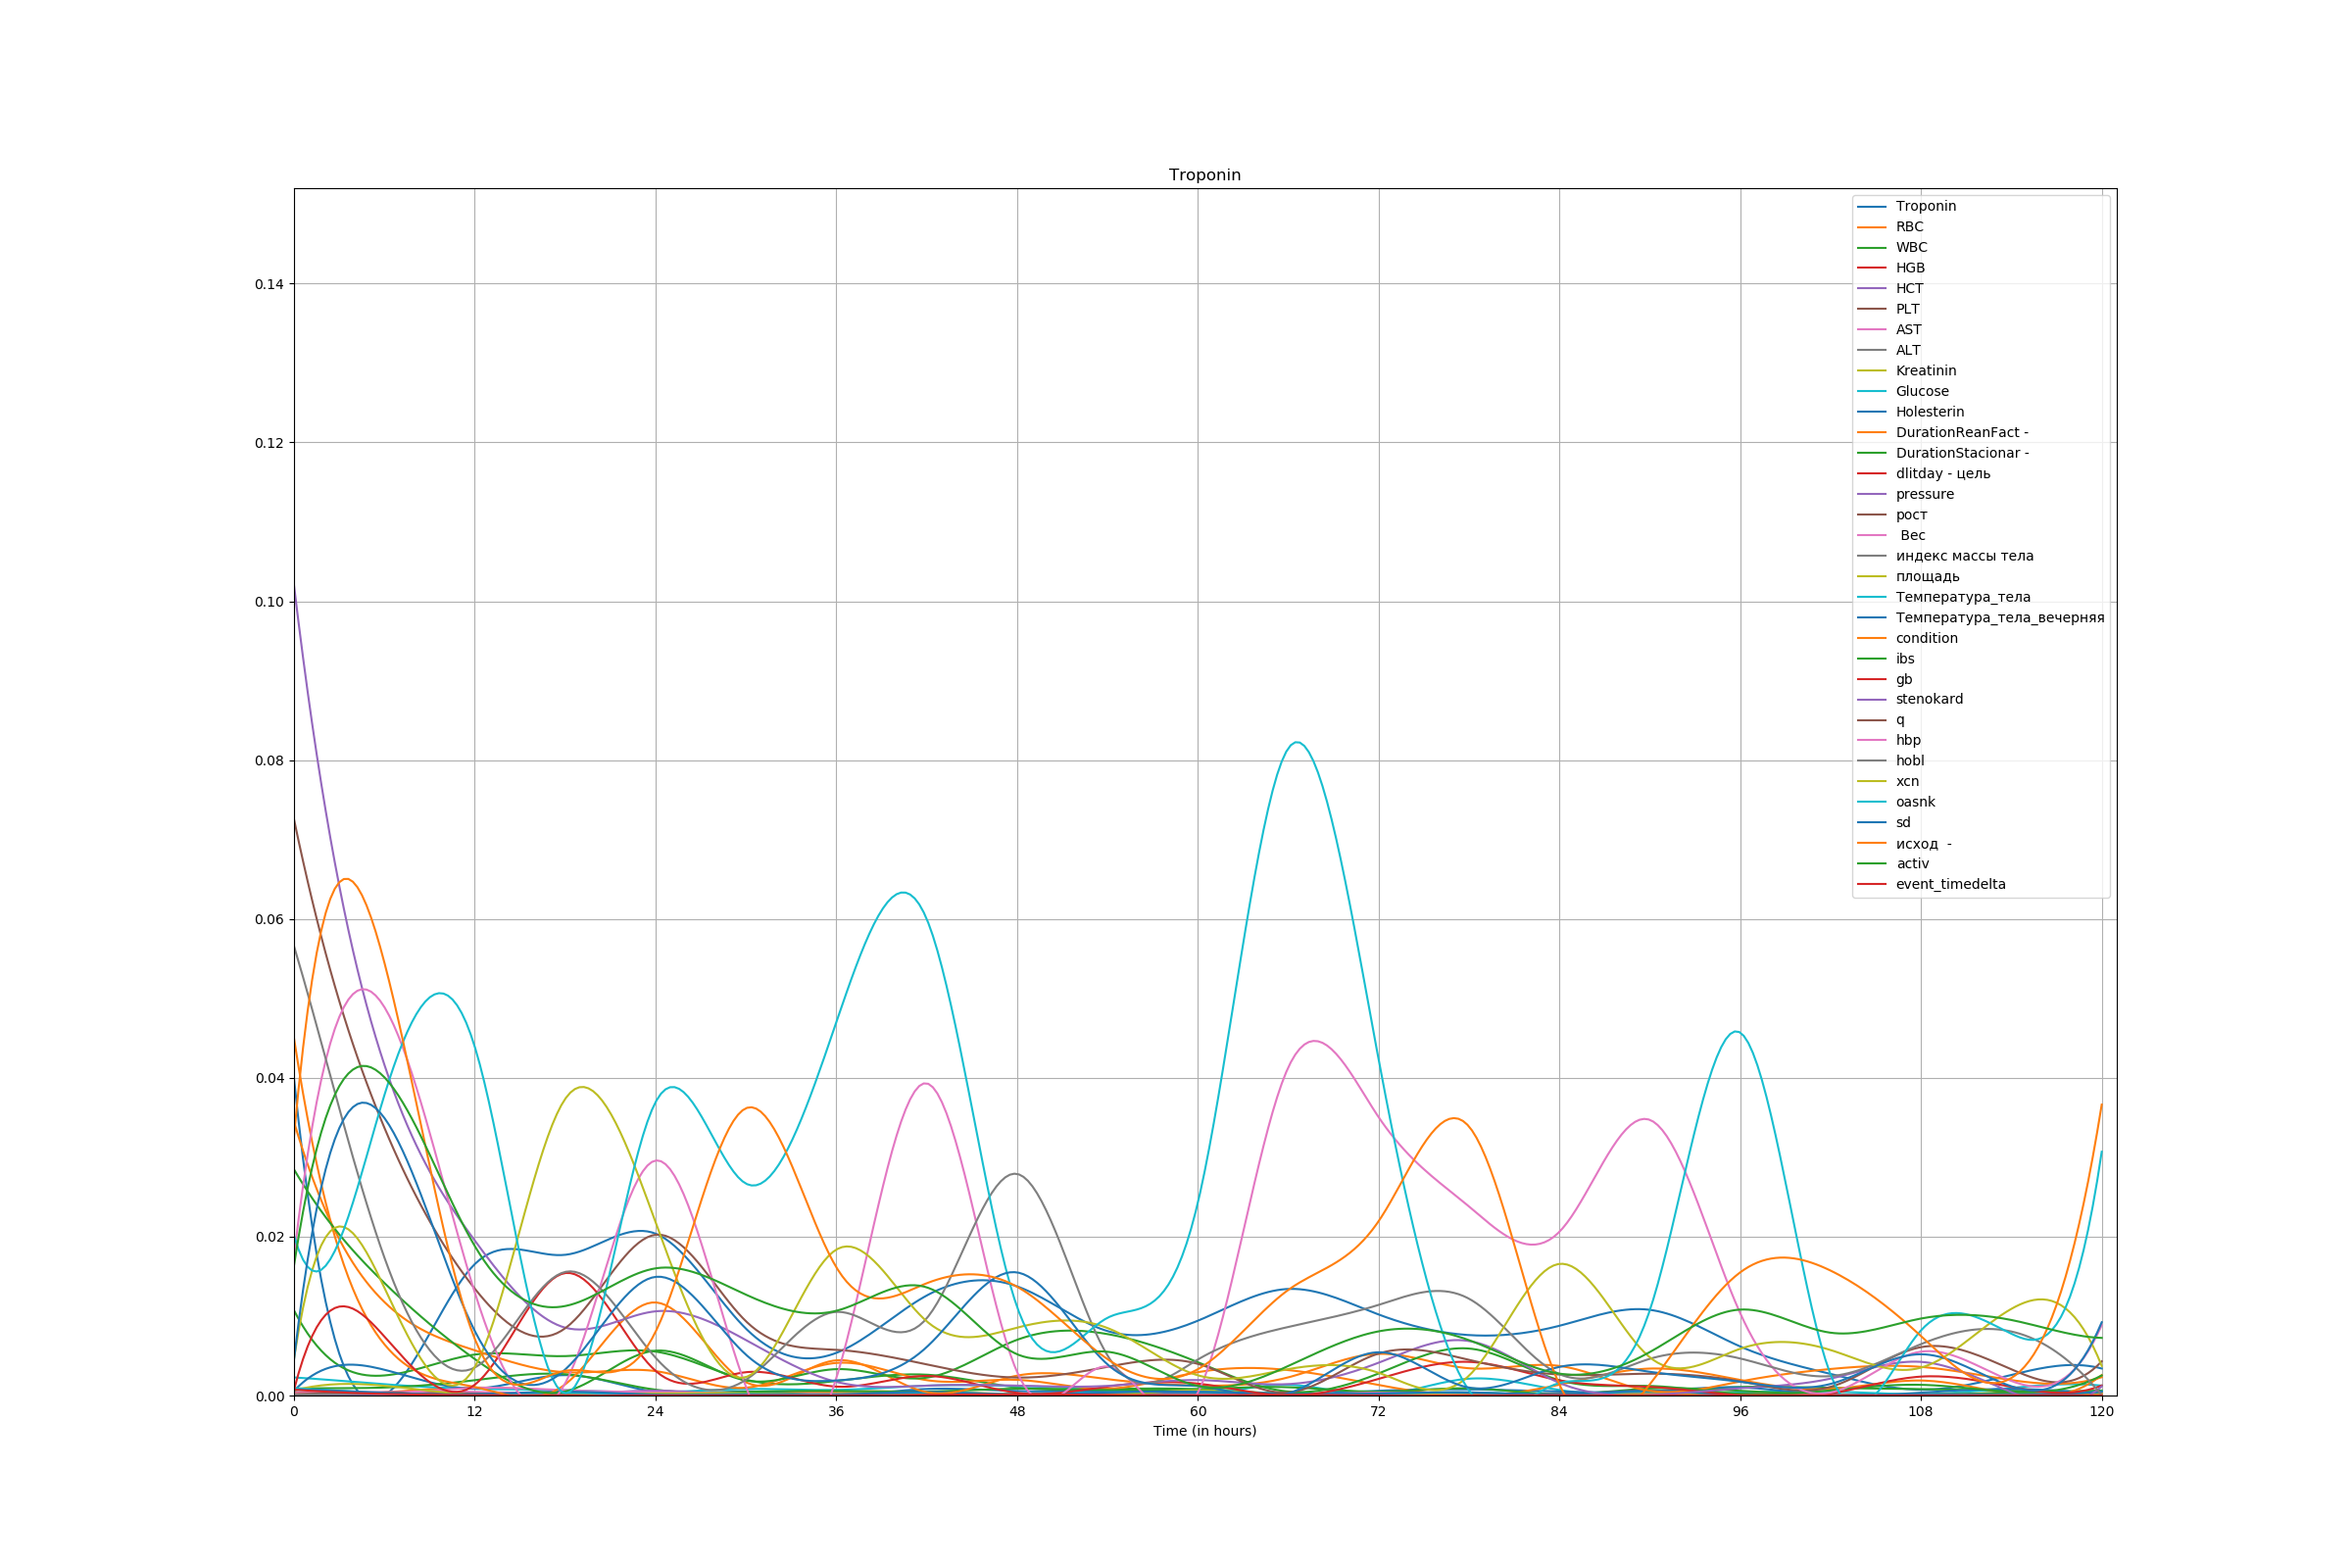 Troponin
0.14
0.12
0.10
0.08
0.06
0.04
0.02
0.00
0 12 24 36 48 60 72 84 96 108 120
Time (in hours)
Troponin
RBC
WBC
HGB
HCT
PLT
AST
ALT
Kreatinin
Glucose
Holesterin
DurationReanFact -
DurationStacionar -
dlitday - цель
pressure
рост
Вес
индекс массы тела
площадь
Температура_тела
Температура_тела_вечерняя
condition
ibs
gb
stenokard
q
hbp
hobl
xcn
oasnk
sd
исход  -
activ
event_timedelta